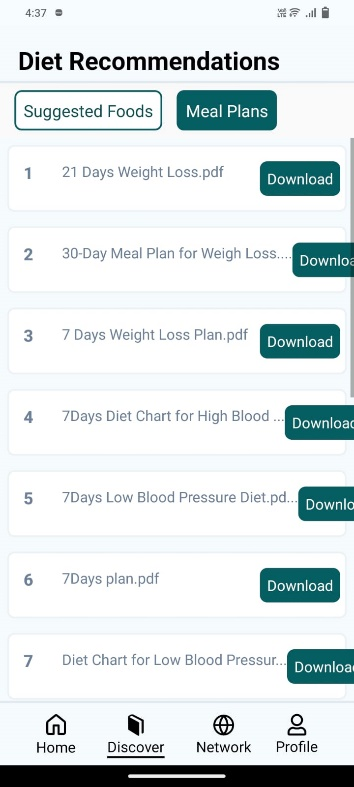 4:37
Diet Recommendations
Suggested Foods
Meal Plans
1 21 Days Weight Loss.pdf Download
2 30-Day Meal Plan for Weigh Loss.... Downloa
3 7 Days Weight Loss Plan.pdf Download
4 7Days Diet Chart for High Blood ... Download
5 7Days Low Blood Pressure Diet.pd... Downlo
6 7Days plan.pdf Download
7 Diet Chart for Low Blood Pressur... Download
Home Discover Network Profile